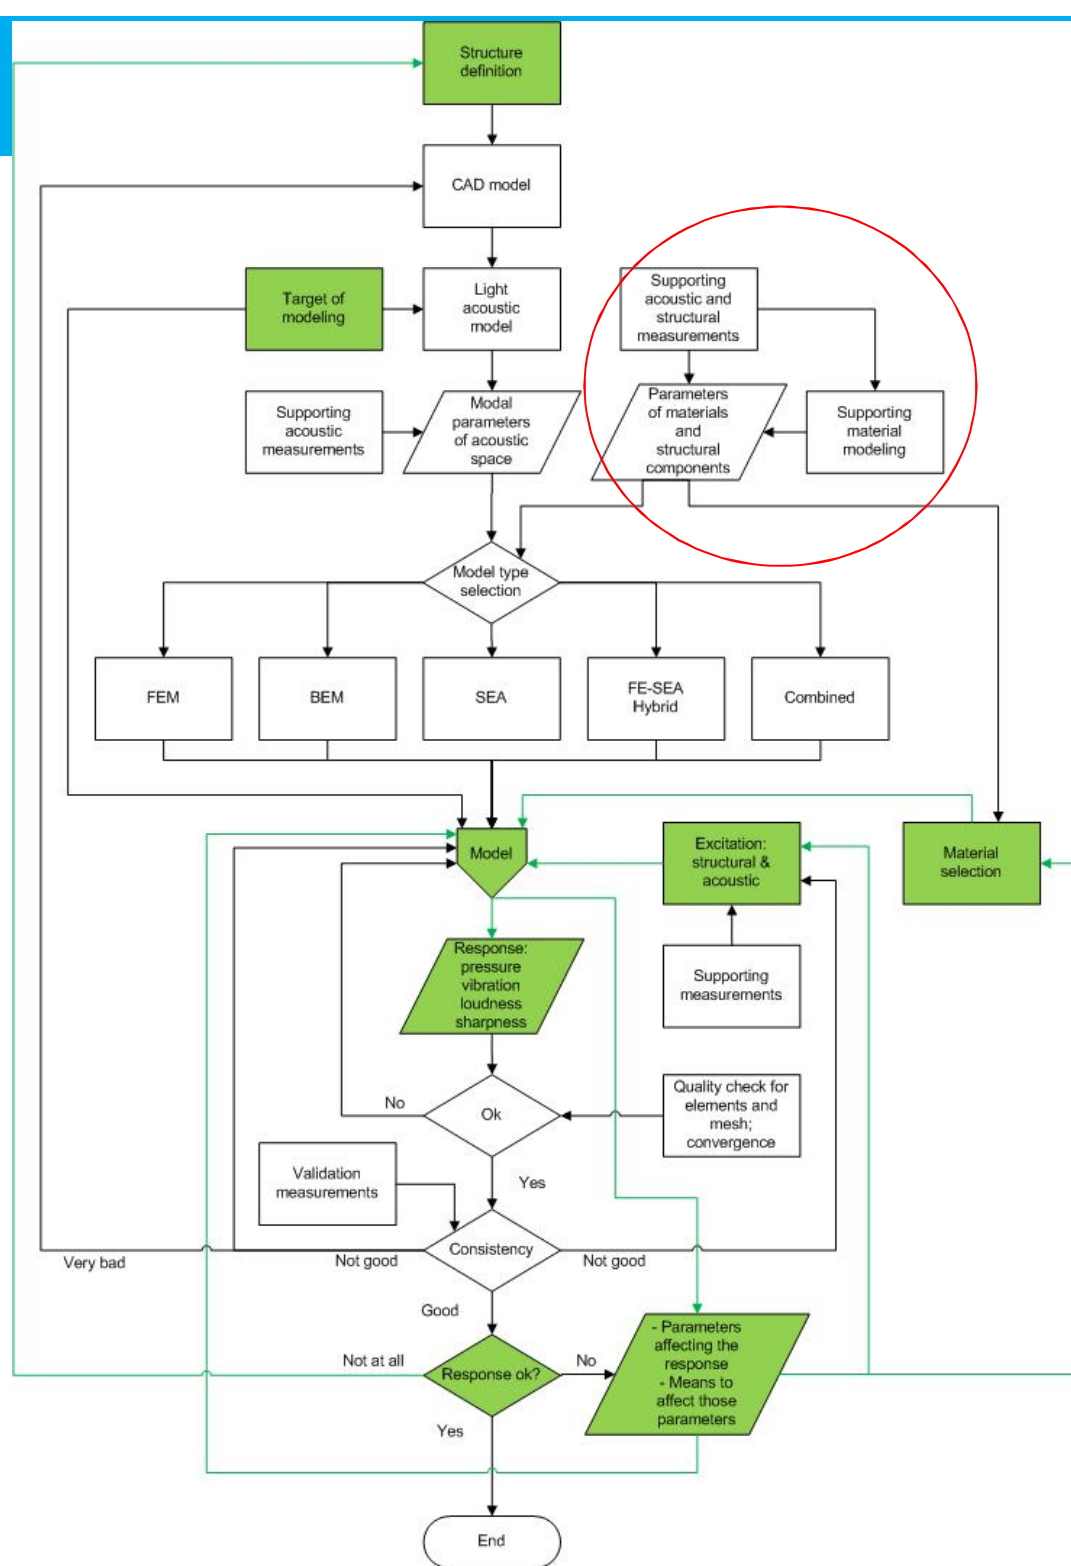 Structure
definition
CAD model
Target of
modeling
Light
acoustic
model
Supporting
acoustic and
structural
measurements
Supporting
acoustic
measurements
Modal
parameters
of acoustic
space
Parameters
of materials
and
structural
components
Supporting
material
modeling
Model type
selection
FEM
BEM
SEA
FE-SEA
Hybrid
Combined
Model
Excitation:
structural &
acoustic
Material
selection
Response:
pressure
vibration
loudness
sharpness
Supporting
measurements
No
Ok
Quality check for
elements and
mesh;
convergence
Yes
Validation
measurements
Very bad
Not good
Consistency
Not good
Good
Not at all
Response ok?
No
- Parameters
affecting the
response
- Means to
affect those
parameters
Yes
End